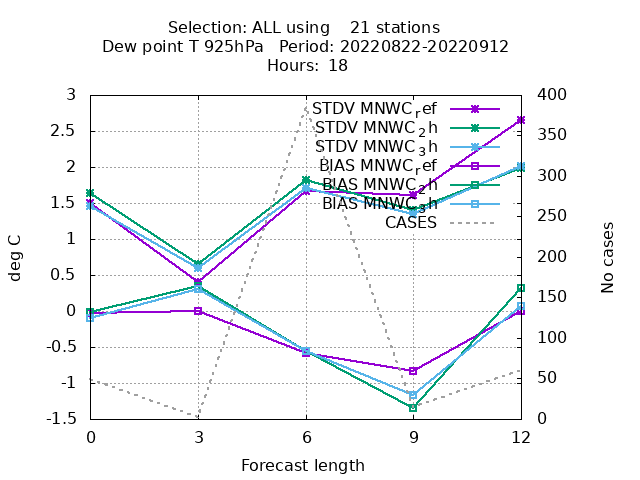 Selection: ALL using    21 stations
Dew point T 925hPa   Period: 20220822-20220912
Hours:  18
STDV MNWC_ref
STDV MNWC_2h
STDV MNWC_3h
BIAS MNWC_ref
BIAS MNWC_2h
BIAS MNWC_3h
CASES
3
2.5
2
1.5
1
0.5
0
-0.5
-1
-1.5
deg C
400
350
300
250
200
150
100
50
0
No cases
0 3 6 9 12
Forecast length